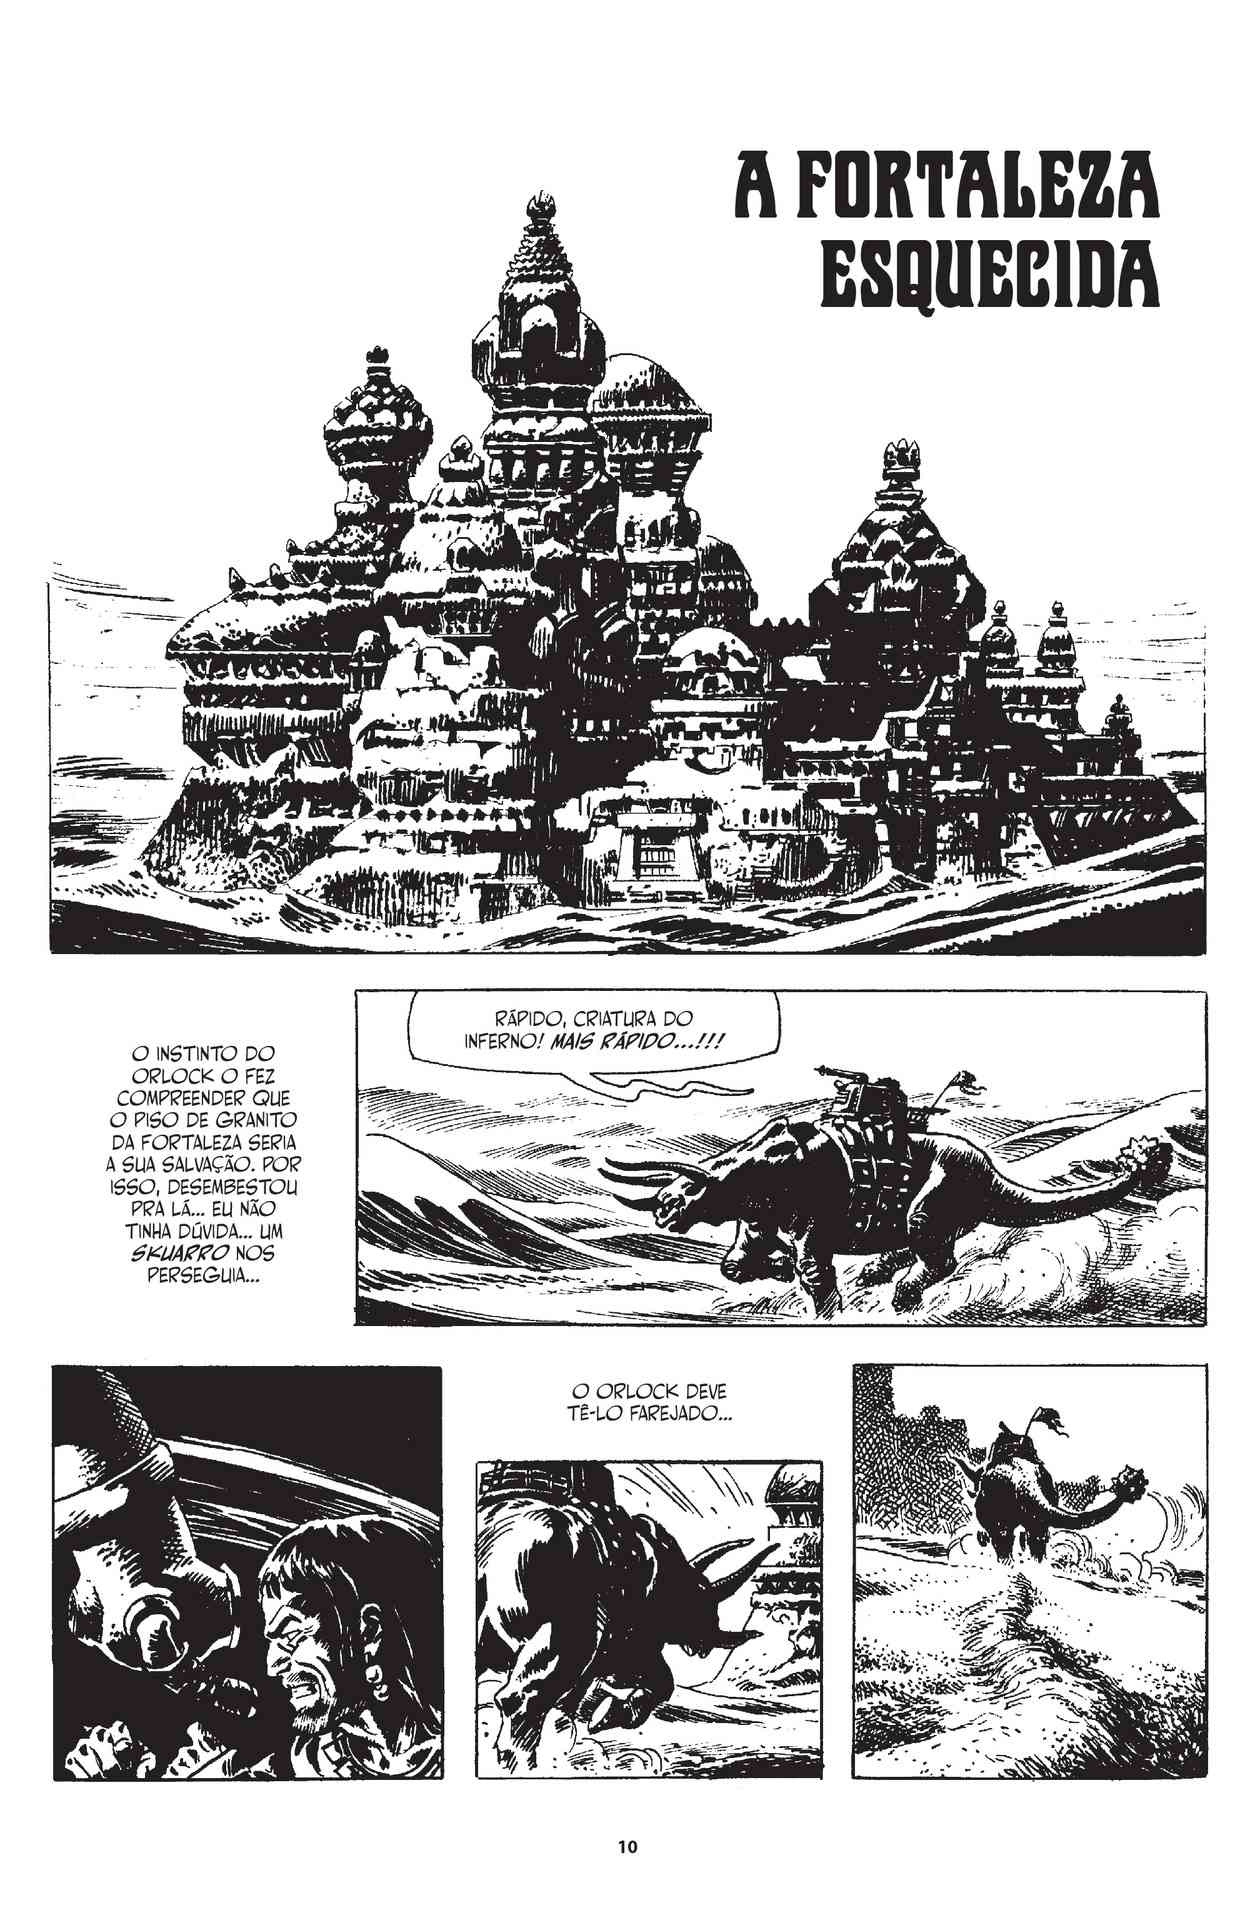 A FORTALEZA
ESQUECIDA
O INSTINTO DO
ORLOCK O FEZ
COMPREENDER QUE
O PISO DE GRANITO
DA FORTALEZA SERIA
A SUA SALVAÇÃO. POR
ISSO, DESEMBESTOU
PRA LÁ... EU NÃO
TINHA DÚVIDA... UM
SKUARRO NOS
PERSEGUIA...
RÁPIDO, CRIATURA DO
INFERNO! MAIS RÁPIDO...!!!
O ORLOCK DEVE
TÊ-LO FAREJADO...
10